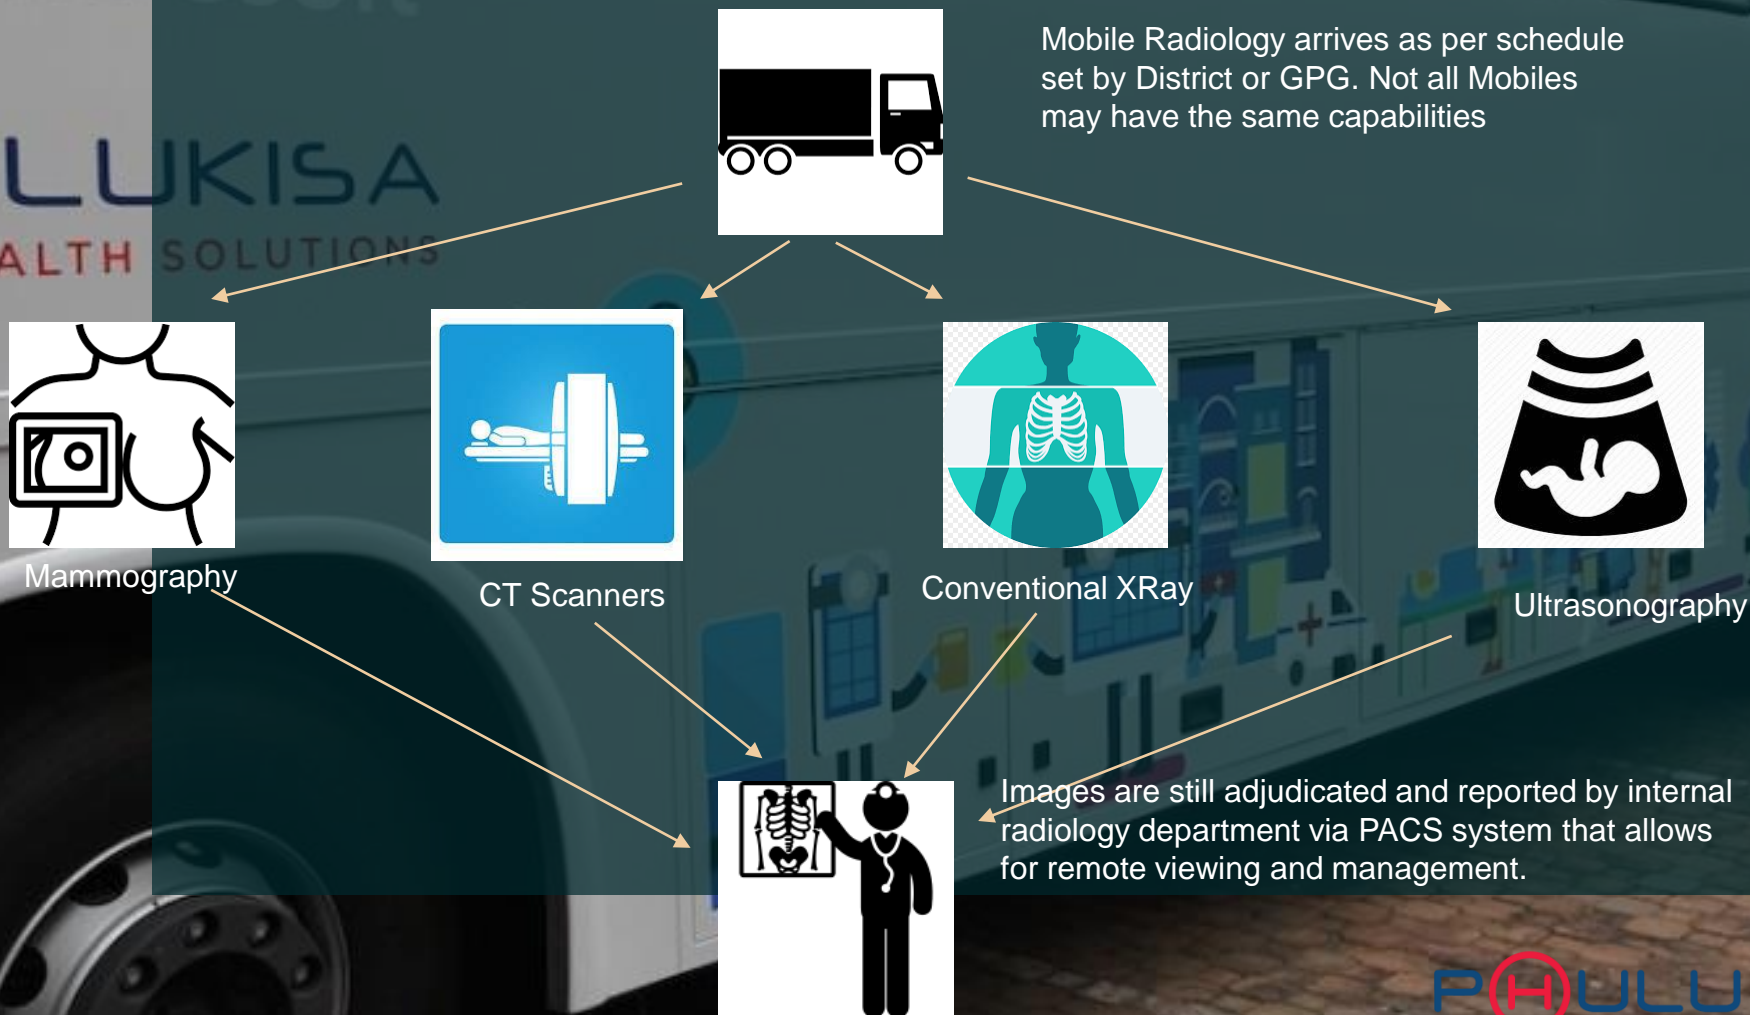 Mobile Radiology arrives as per schedule
set by District or GPG. Not all Mobiles
may have the same capabilities
LUKISA
ALTH SOLUTIONS
Mammography
CT Scanners
Conventional XRay
Ultrasonography
Images are still adjudicated and reported by internal
radiology department via PACS system that allows
for remote viewing and management.
PHULU